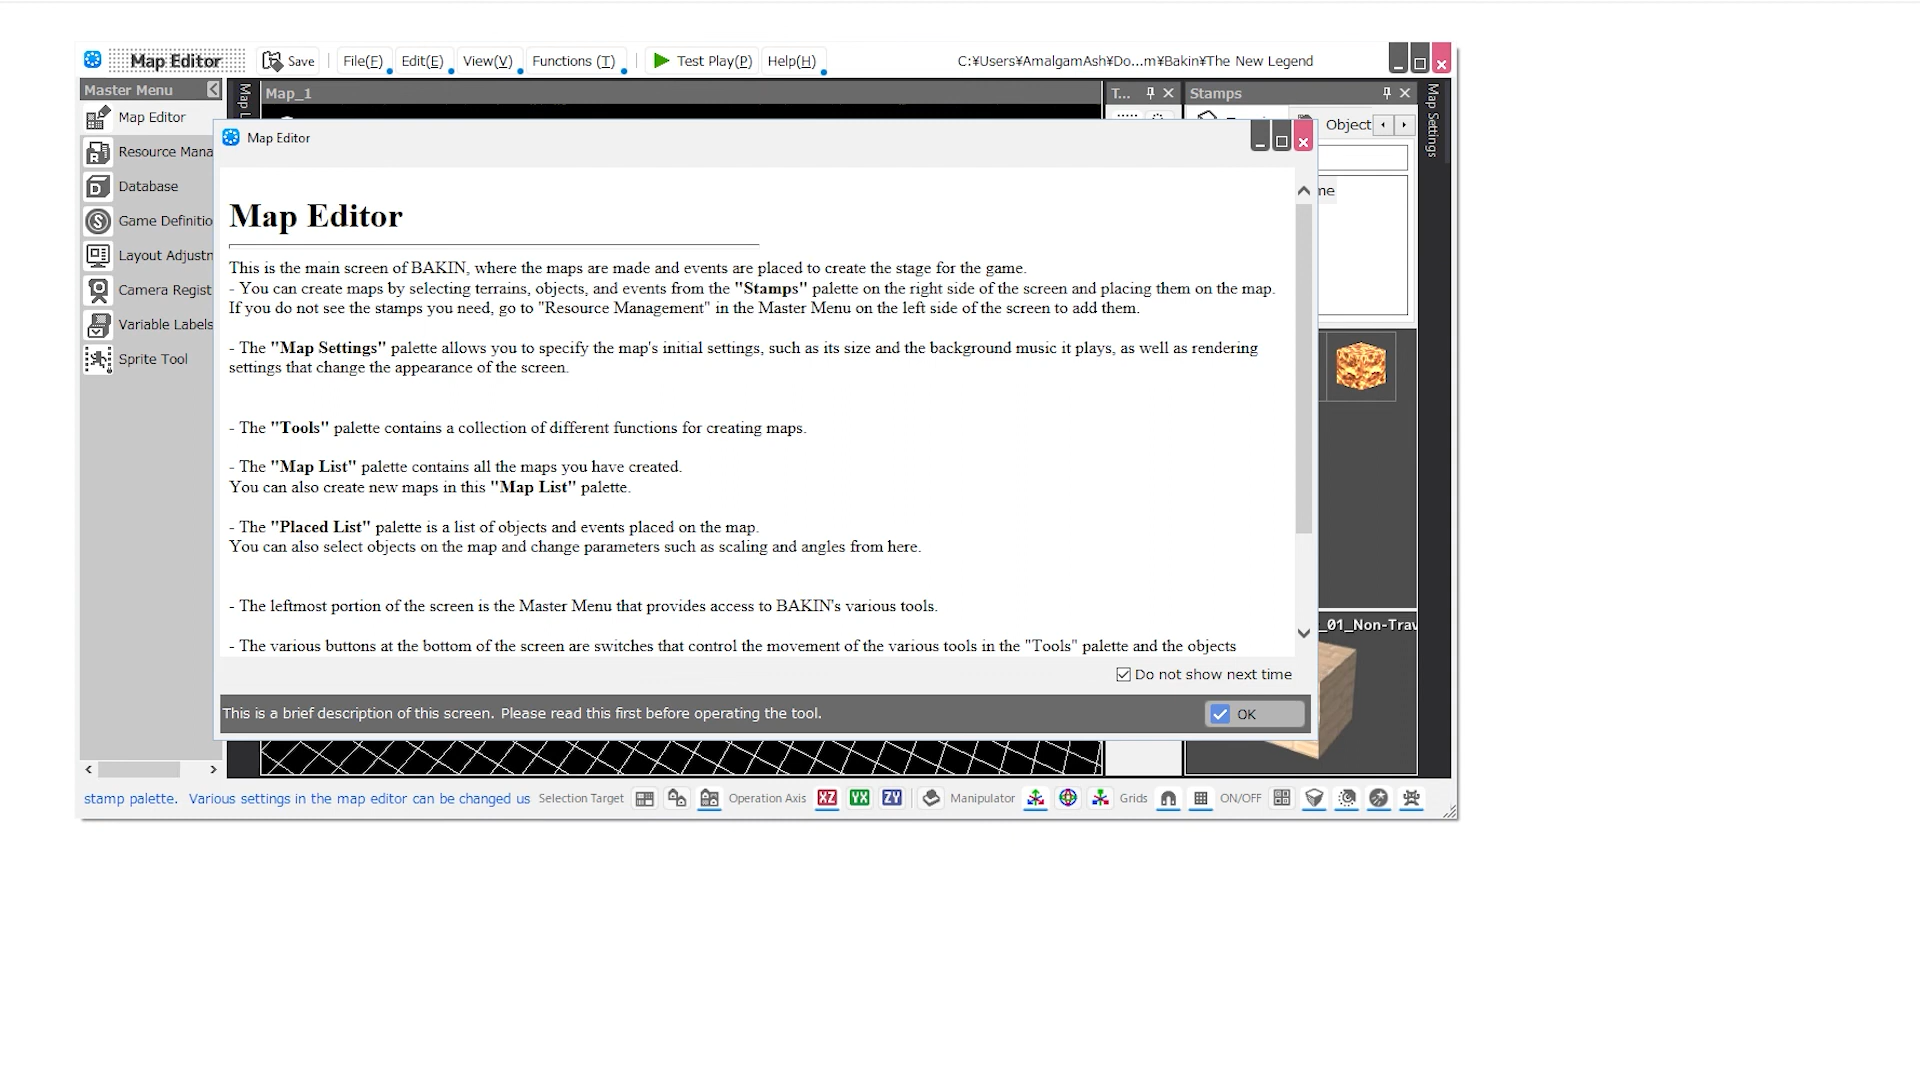 Map Editor
Save
File(F)
Edit(E)
View(V)
Functions (T)
Test Play(P)
Help(H)
C:¥Users¥AmalgamAsh¥Do...m¥Bakin¥The New Legend
Master Menu
Map Editor
Resource Mana
Database
Game Definitio
Layout Adjustn
Camera Regist
Variable Labels
Sprite Tool
Map L
Map_1
T...
Stamps
Object
Map Settings
me
_01_Non-Trav
Map Editor
Map Editor
This is the main screen of BAKIN, where the maps are made and events are placed to create the stage for the game.
- You can create maps by selecting terrains, objects, and events from the "Stamps" palette on the right side of the screen and placing them on the map.
If you do not see the stamps you need, go to "Resource Management" in the Master Menu on the left side of the screen to add them.
- The "Map Settings" palette allows you to specify the map's initial settings, such as its size and the background music it plays, as well as rendering
settings that change the appearance of the screen.
- The "Tools" palette contains a collection of different functions for creating maps.
- The "Map List" palette contains all the maps you have created.
You can also create new maps in this "Map List" palette.
- The "Placed List" palette is a list of objects and events placed on the map.
You can also select objects on the map and change parameters such as scaling and angles from here.
- The leftmost portion of the screen is the Master Menu that provides access to BAKIN's various tools.
- The various buttons at the bottom of the screen are switches that control the movement of the various tools in the "Tools" palette and the objects
Do not show next time
This is a brief description of this screen. Please read this first before operating the tool.
OK
stamp palette. Various settings in the map editor can be changed us
Selection Target
Operation Axis
XZ
YX
ZY
Manipulator
Grids
ON/OFF